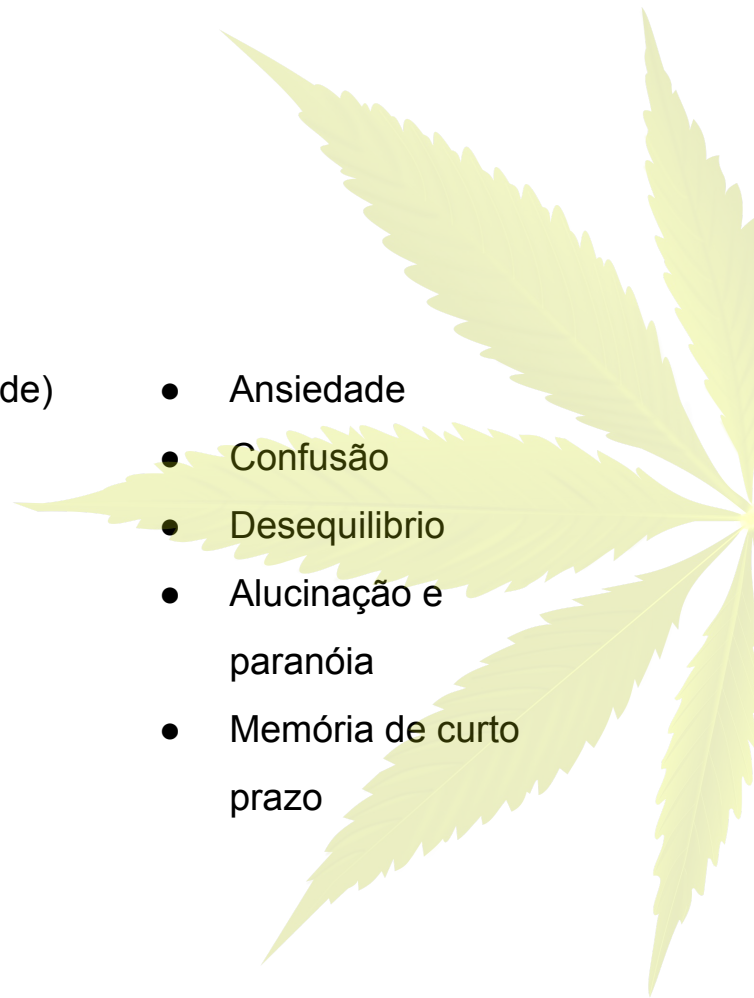 de)
● Ansiedade
● Confusão
● Desequilibrio
● Alucinação e
paranóia
● Memória de curto
prazo